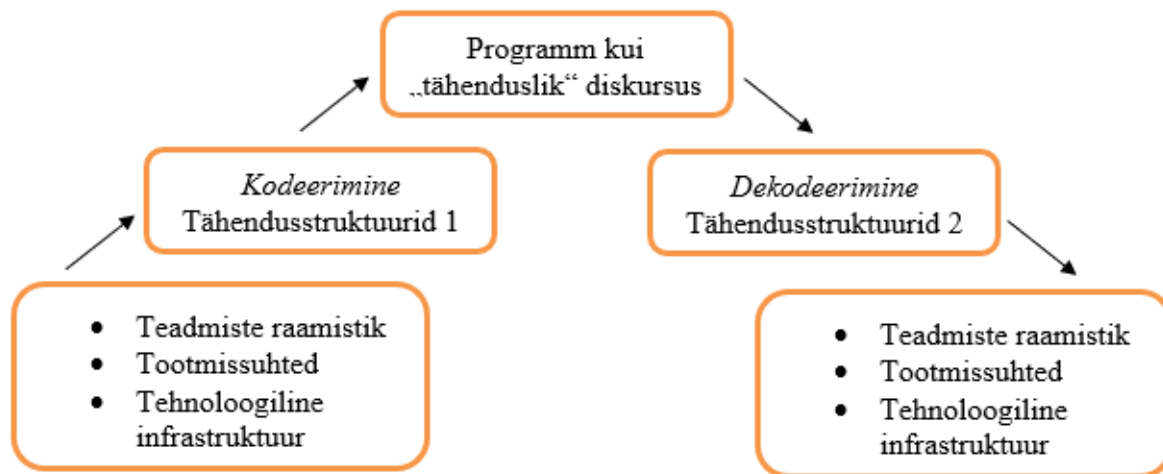 Programm kui
„tähenduslik“ diskursus
Kodeerimine
Tähendusstruktuurid 1
Dekodeerimine
Tähendusstruktuurid 2
• Teadmiste raamistik
• Tootmissuhted
• Tehnoloogiline
infrastruktuur
• Teadmiste raamistik
• Tootmissuhted
• Tehnoloogiline
infrastruktuur